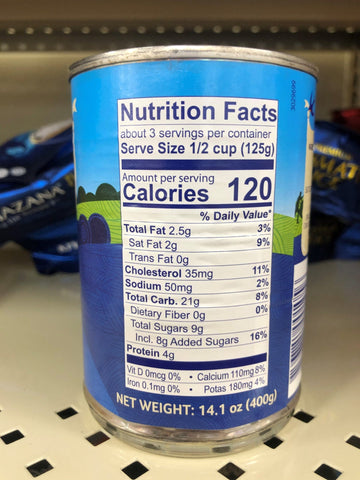 Nutrition Facts
about 3 servings per container
Serve Size 1/2 cup (125g)
Amount per serving
Calories 120
% Daily Value*
Total Fat 2.5g 3%
Sat Fat 2g 9%
Trans Fat 0g
Cholesterol 35mg 11%
Sodium 50mg 2%
Total Carb. 21g 8%
Dietary Fiber 0g 0%
Total Sugars 9g
Incl. 8g Added Sugars 16%
Protein 4g
Vit D 0mcg 0% • Calcium 110mg 8%
Iron 0.1mg 0% • Potas 180mg 4%
NET WEIGHT: 14.1 oz (400g)
AZANA